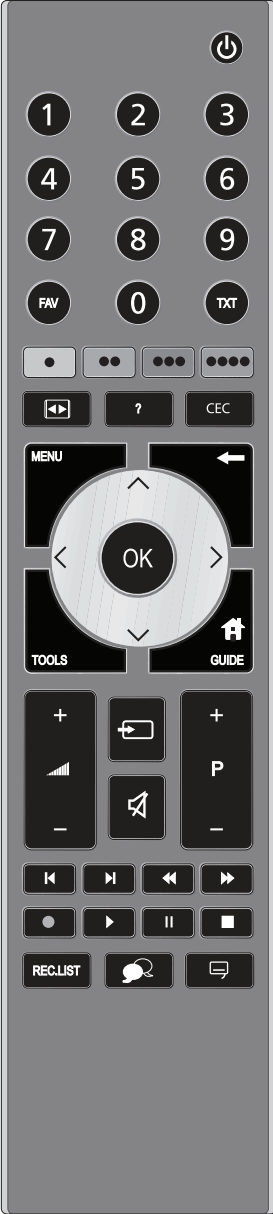 1 2 3
4 5 6
7 8 9
FAV 0 TXT
? CEC
MENU
OK
TOOLS GUIDE
+ +
P
– –
REC.LIST